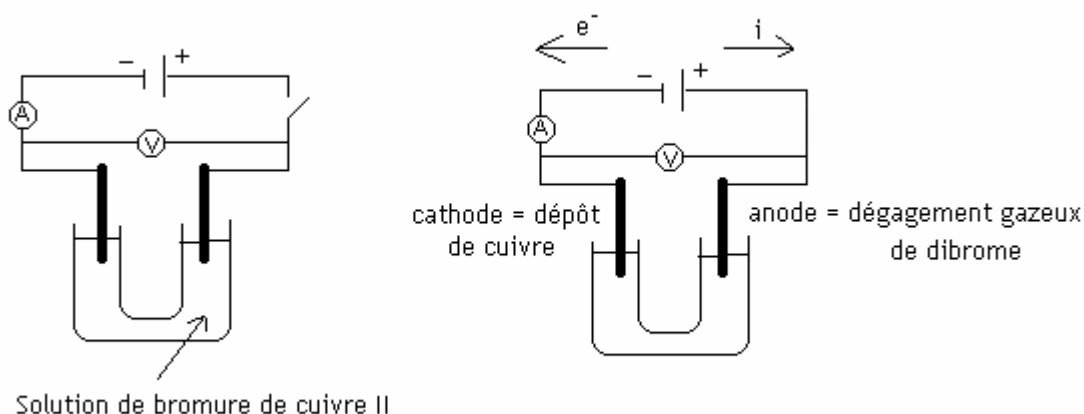 e⁻
i
− +
− +
A
A
V
V
cathode = dépôt
de cuivre
anode = dégagement gazeux
de dibrome
Solution de bromure de cuivre II